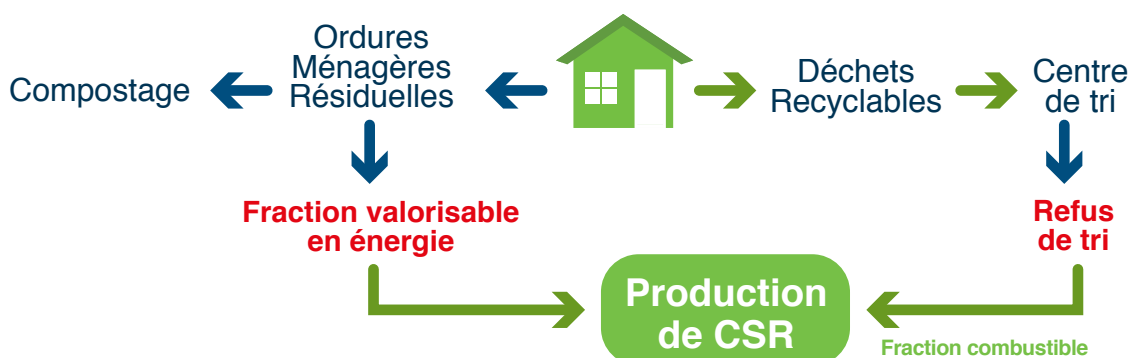 Compostage
Ordures
Ménagères
Résiduelles
Déchets
Recyclables
Centre
de tri
Fraction valorisable
en énergie
Refus
de tri
Production
de CSR
Fraction combustible